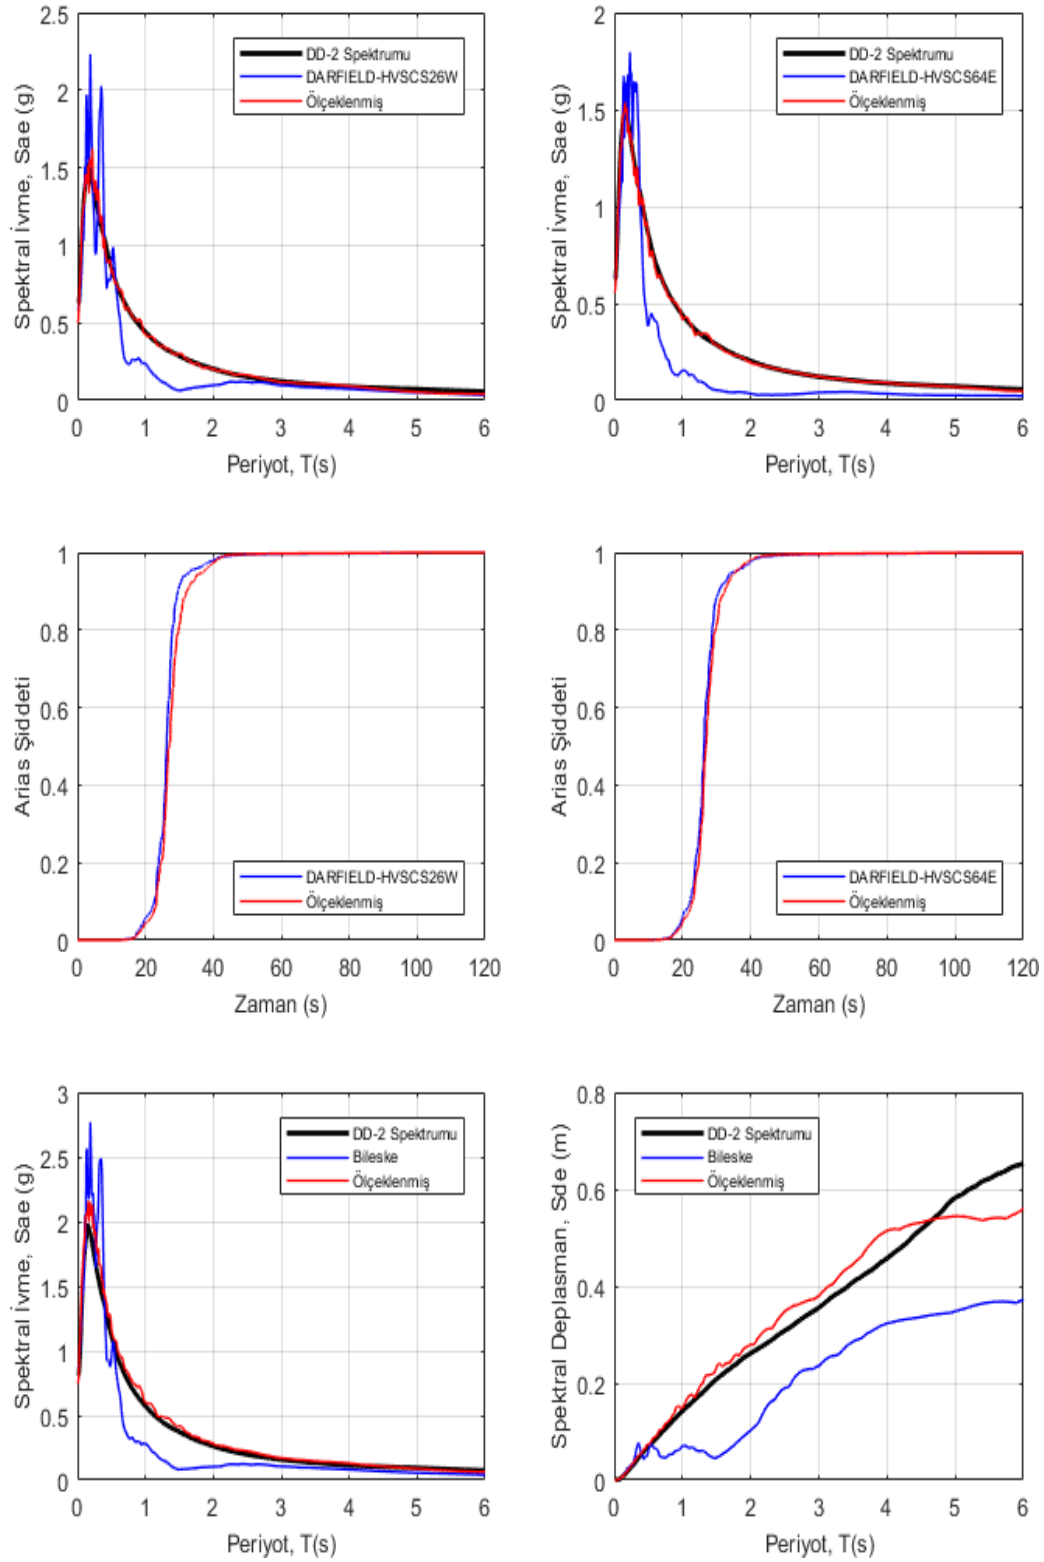 2.5
2
1.5
1
0.5
0
Spektral İvme, Sae (g)
DD-2 Spektrumu
DARFIELD-HVSCS26W
Ölçeklenmiş
0 1 2 3 4 5 6
Periyot, T(s)
2
1.5
1
0.5
0
Spektral İvme, Sae (g)
DD-2 Spektrumu
DARFIELD-HVSCS64E
Ölçeklenmiş
0 1 2 3 4 5 6
Periyot, T(s)
1
0.8
0.6
0.4
0.2
0
Arias Şiddeti
DARFIELD-HVSCS26W
Ölçeklenmiş
0 20 40 60 80 100 120
Zaman (s)
1
0.8
0.6
0.4
0.2
0
Arias Şiddeti
DARFIELD-HVSCS64E
Ölçeklenmiş
0 20 40 60 80 100 120
Zaman (s)
3
2.5
2
1.5
1
0.5
0
Spektral İvme, Sae (g)
DD-2 Spektrumu
Bileske
Ölçeklenmiş
0 1 2 3 4 5 6
Periyot, T(s)
0.8
0.6
0.4
0.2
0
Spektral Deplasman, Sde (m)
DD-2 Spektrumu
Bileske
Ölçeklenmiş
0 1 2 3 4 5 6
Periyot, T(s)